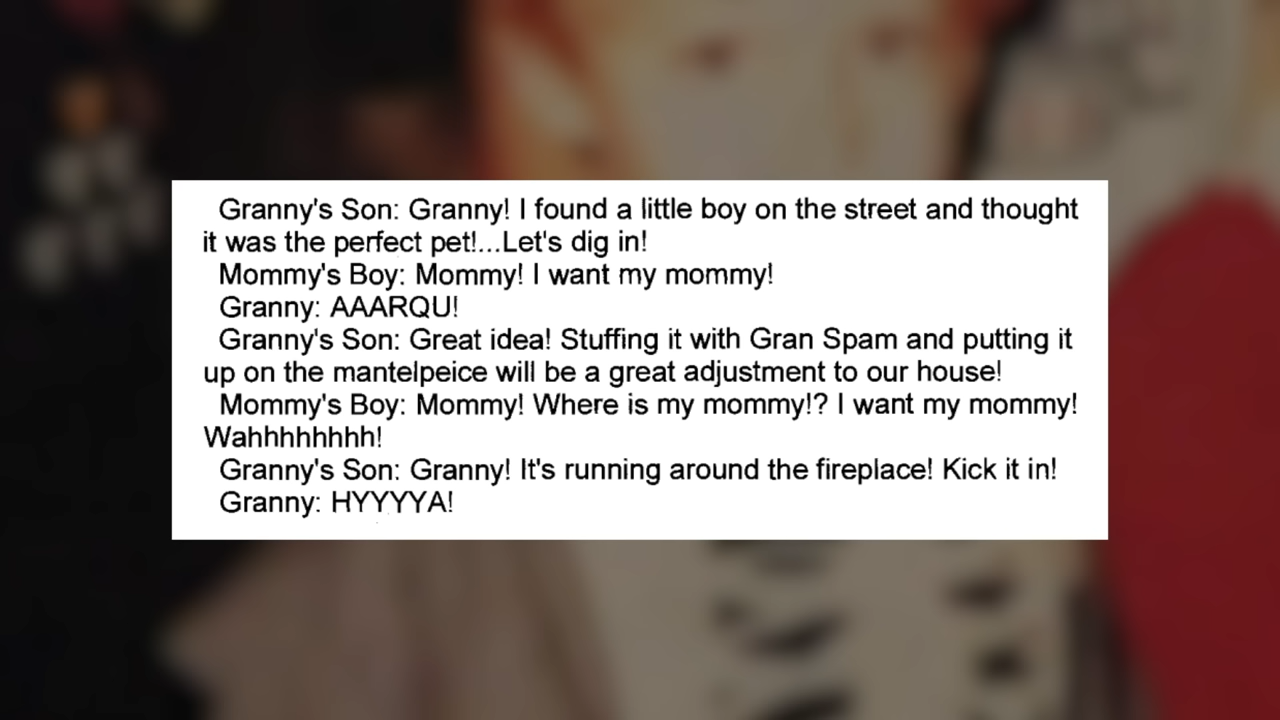 Granny's Son: Granny! I found a little boy on the street and thought
it was the perfect pet!...Let's dig in!
Mommy's Boy: Mommy! I want my mommy!
Granny: AAARQU!
Granny's Son: Great idea! Stuffing it with Gran Spam and putting it
up on the mantelpeice will be a great adjustment to our house!
Mommy's Boy: Mommy! Where is my mommy!? I want my mommy!
Wahhhhhhhh!
Granny's Son: Granny! It's running around the fireplace! Kick it in!
Granny: HYYYYA!